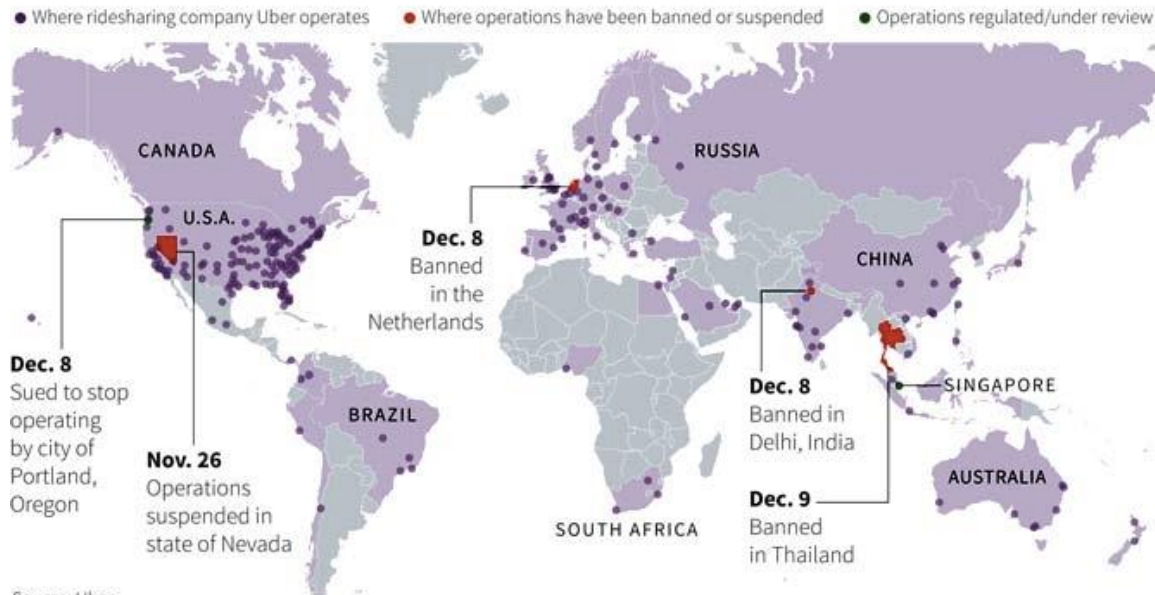 Where ridesharing company Uber operates
Where operations have been banned or suspended
Operations regulated/under review
CANADA
U.S.A.
RUSSIA
CHINA
BRAZIL
SOUTH AFRICA
SINGAPORE
AUSTRALIA
Dec. 8
Sued to stop
operating
by city of
Portland,
Oregon
Nov. 26
Operations
suspended in
state of Nevada
Dec. 8
Banned
in the
Netherlands
Dec. 8
Banned in
Delhi, India
Dec. 9
Banned
in Thailand